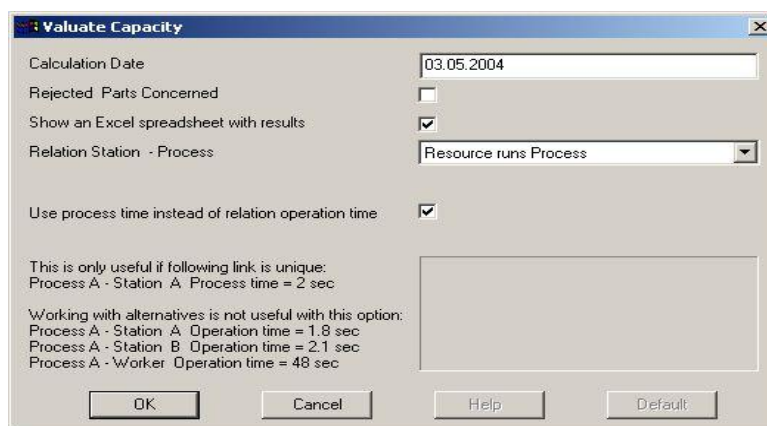 Valuate Capacity
Calculation Date 03.05.2004
Rejected Parts Concerned
Show an Excel spreadsheet with results
Relation Station - Process Resource runs Process
Use process time instead of relation operation time
This is only useful if following link is unique:
Process A - Station A Process time = 2 sec
Working with alternatives is not useful with this option:
Process A - Station A Operation time = 1.8 sec
Process A - Station B Operation time = 2.1 sec
Process A - Worker Operation time = 48 sec
OK Cancel Help Default